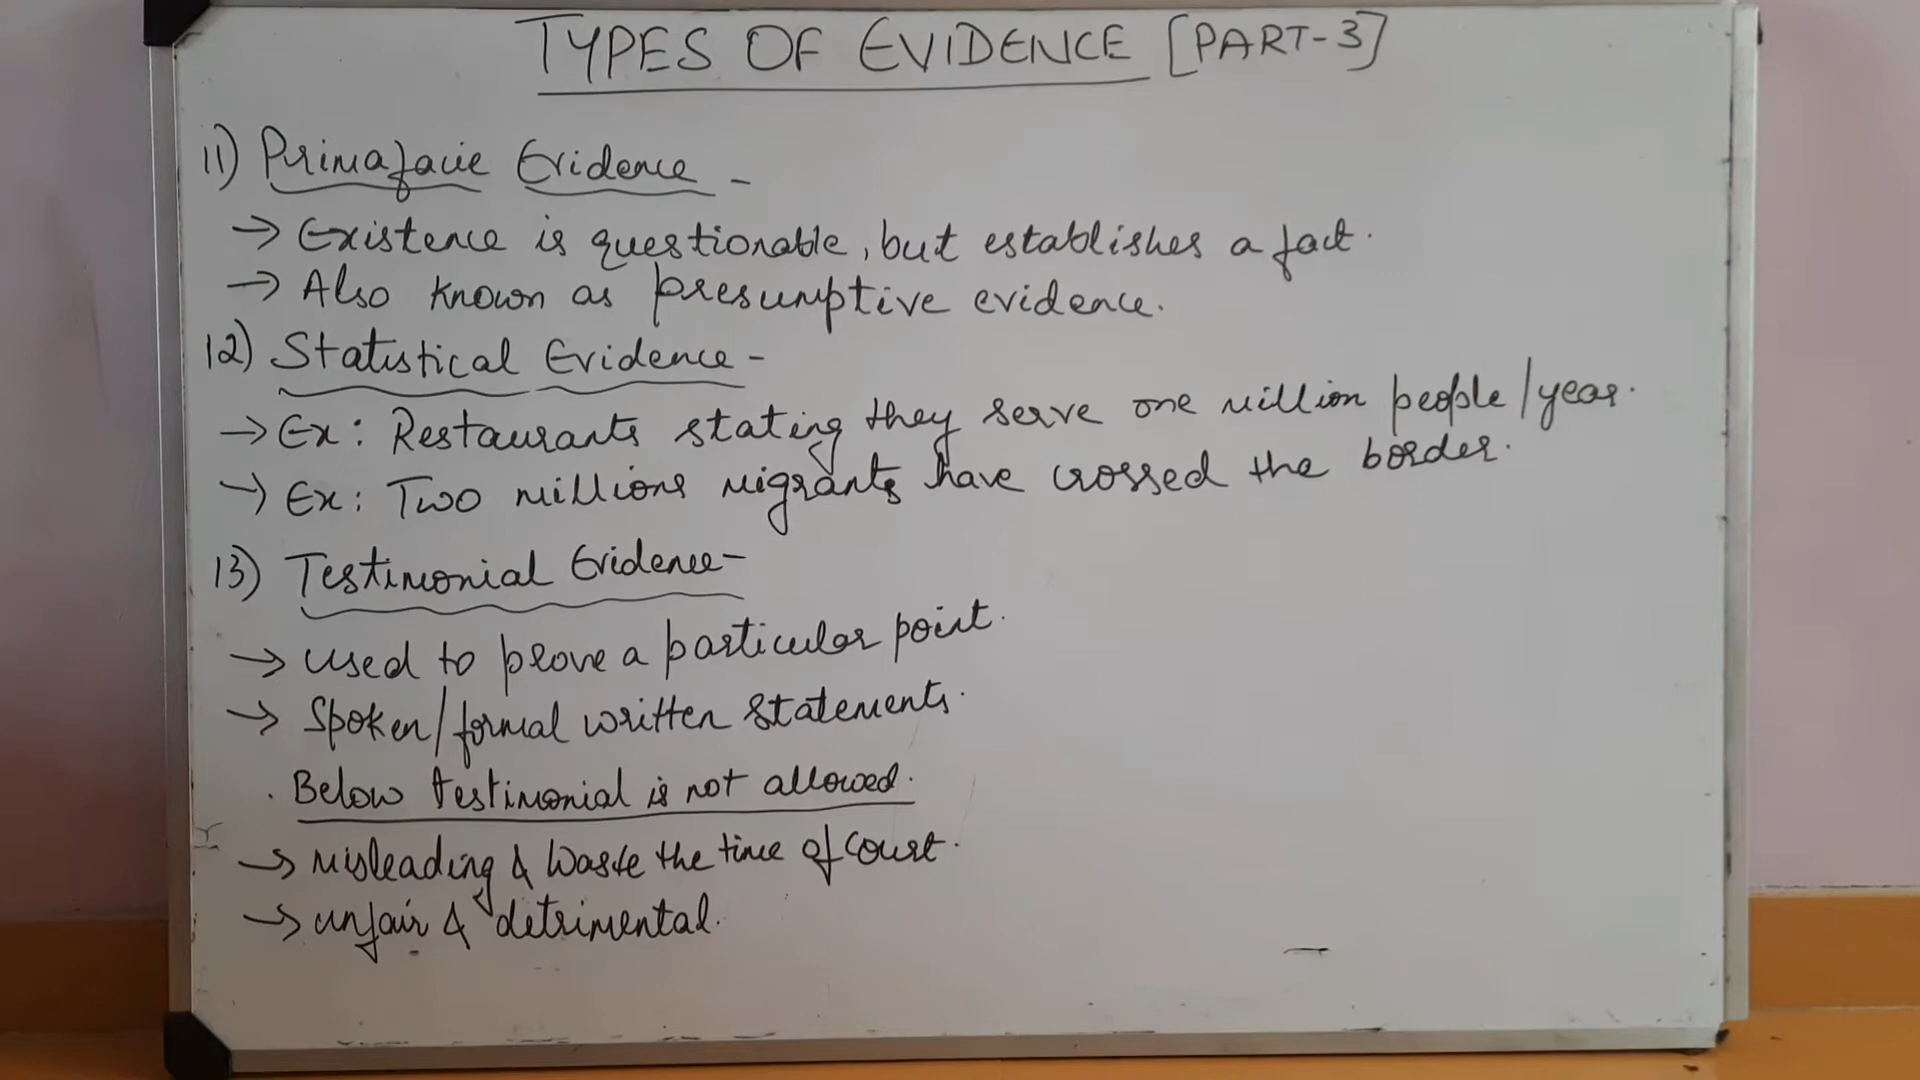 TYPES OF EVIDENCE [PART-3]
11) Primafacie Evidence -
→ Existence is questionable, but establishes a fact.
→ Also known as presumptive evidence.
12) Statistical Evidence -
→ Ex: Restaurants stating they serve one million people/year.
→ Ex: Two millions migrants have crossed the border.
13) Testimonial Evidence-
→ used to prove a particular point.
→ Spoken/formal written statements.
. Below testimonial is not allowed.
→ misleading & waste the time of court.
→ unfair & detrimental.